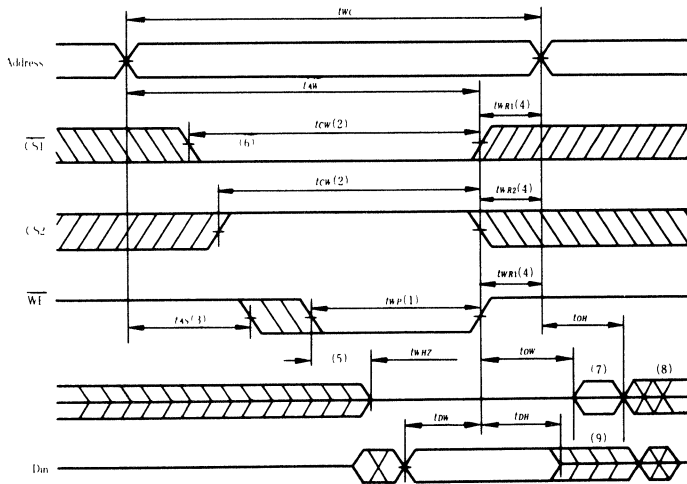 tWC
Address
tAW
tWR1(4)
tCW(2)
CS1
(6)
tCW(2)
tWR2(4)
CS2
tWR1(4)
WE
tWP(1)
tAS(3)
tOH
(5)
tWHZ
tOW
(7)
(8)
tDW
tDH
(9)
Din